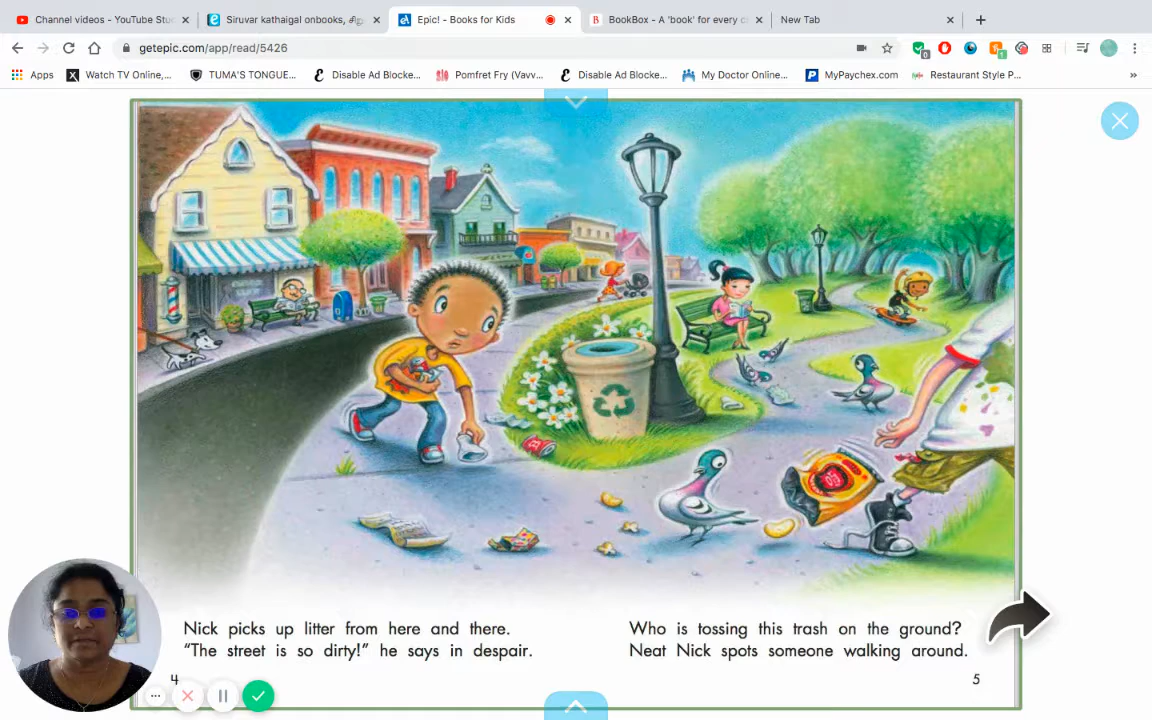 Channel videos - YouTube Stu
Siruvar kathaigal onbooks, சிறு
Epic! - Books for Kids
BookBox - A 'book' for every c
New Tab
getepic.com/app/read/5426
Apps
Watch TV Online,...
TUMA'S TONGUE...
Disable Ad Blocke...
Pomfret Fry (Vavv...
Disable Ad Blocke...
My Doctor Online...
MyPaychex.com
Restaurant Style P...
Nick picks up litter from here and there.
"The street is so dirty!" he says in despair.
4
Who is tossing this trash on the ground?
Neat Nick spots someone walking around.
5